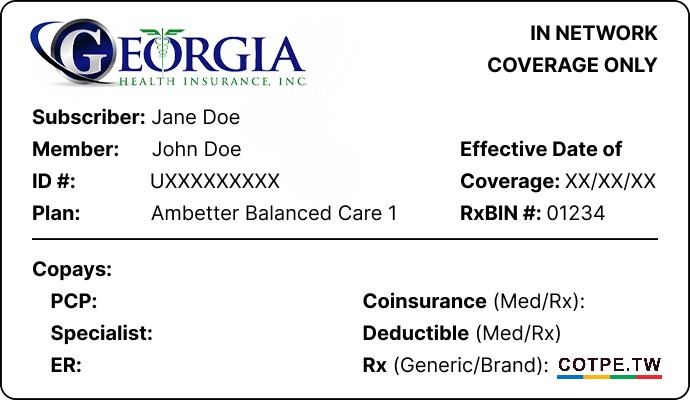 GEORGIA
HEALTH INSURANCE, INC.
IN NETWORK
COVERAGE ONLY
Subscriber: Jane Doe
Member: John Doe
ID #: UXXXXXXXXX
Plan: Ambetter Balanced Care 1
Effective Date of
Coverage: XX/XX/XX
RxBIN #: 01234
Copays:
PCP:
Specialist:
ER:
Coinsurance (Med/Rx):
Deductible (Med/Rx)
Rx (Generic/Brand):
COTPE.TW